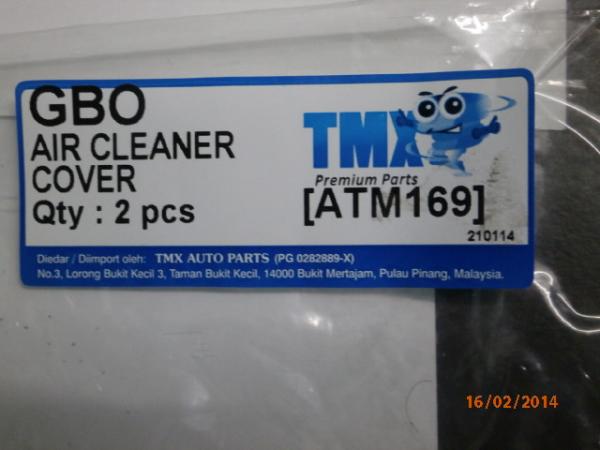 GBO
AIR CLEANER
COVER
Qty : 2 pcs
TMX
Premium Parts
[ATM169]
210114
Diedar / Diimport oleh: TMX AUTO PARTS (PG 0282889-X)
No.3, Lorong Bukit Kecil 3, Taman Bukit Kecil, 14000 Bukit Mertajam, Pulau Pinang, Malaysia.
16/02/2014